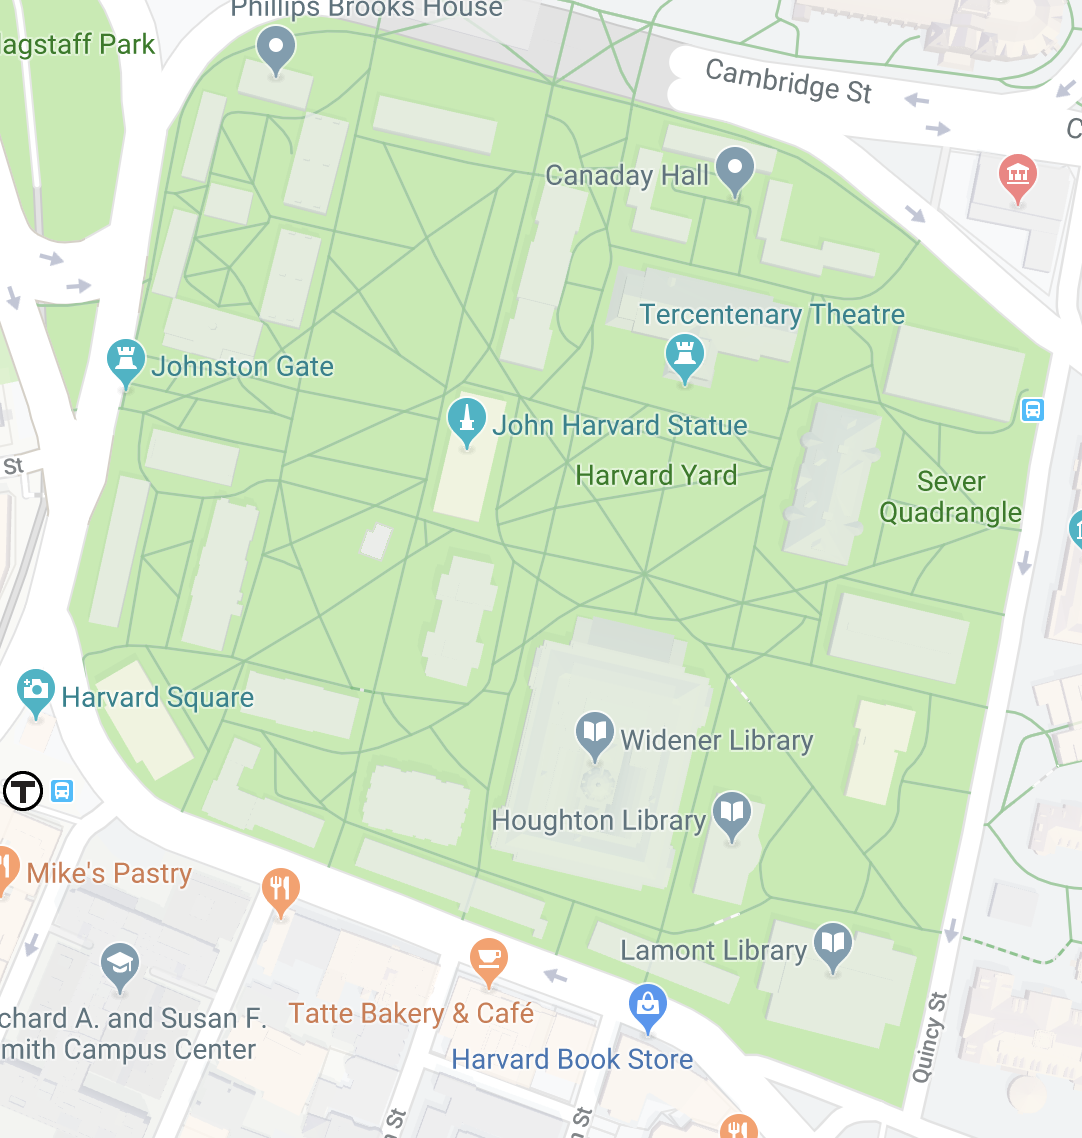 Phillips Brooks House
lagstaff Park
Cambridge St
C
Canaday Hall
Tercentenary Theatre
Johnston Gate
John Harvard Statue
Harvard Yard
St
Sever
Quadrangle
Harvard Square
Widener Library
T
Houghton Library
Mike's Pastry
Lamont Library
Tatte Bakery & Café
chard A. and Susan F.
mith Campus Center
Harvard Book Store
Quincy St
n St
n St